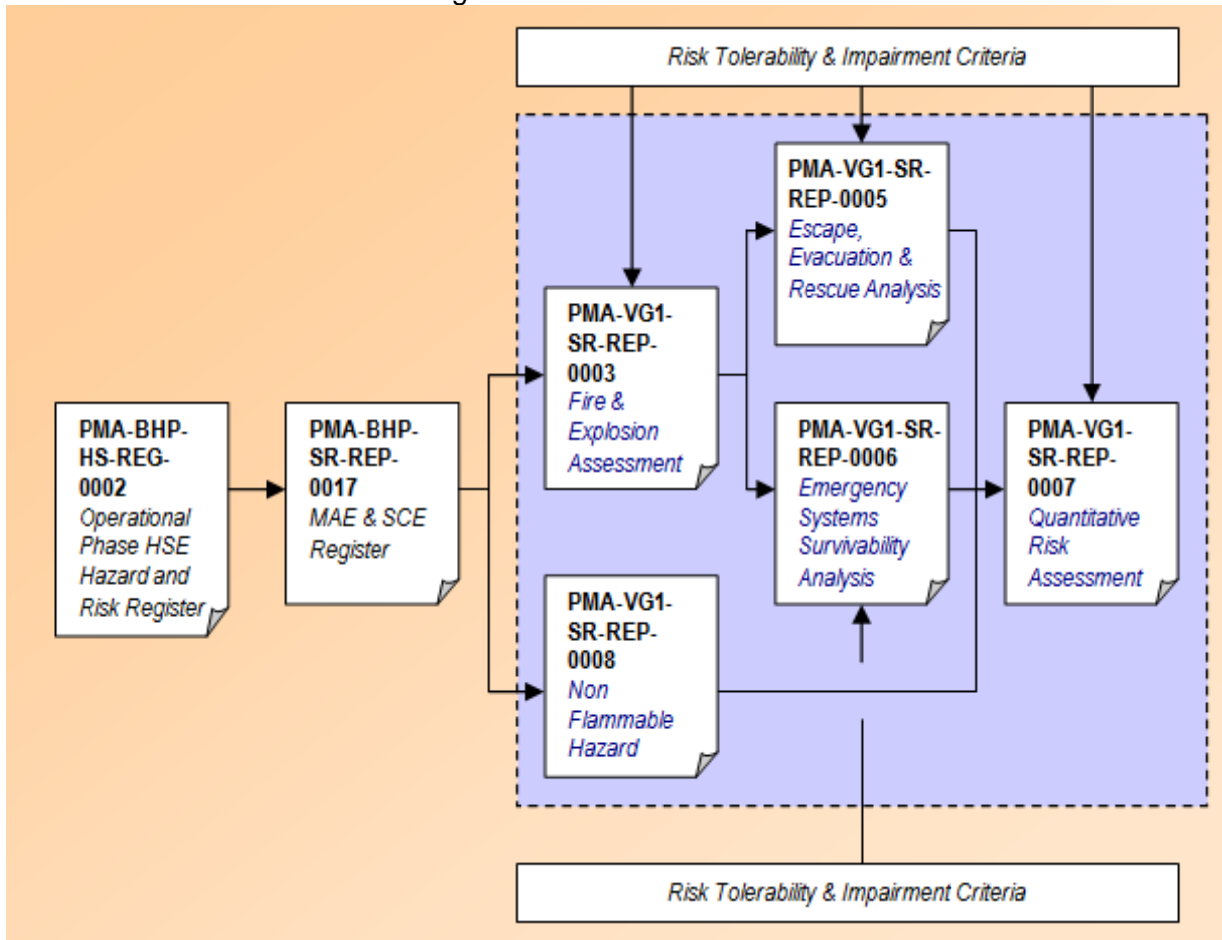 Risk Tolerability & Impairment Criteria
PMA-VG1-SR-
REP-0005
Escape,
Evacuation &
Rescue Analysis
PMA-VG1-
SR-REP-
0003
Fire &
Explosion
Assessment
PMA-BHP-
HS-REG-
0002
Operational
Phase HSE
Hazard and
Risk Register
PMA-BHP-
SR-REP-
0017
MAE & SCE
Register
PMA-VG1-SR-
REP-0006
Emergency
Systems
Survivability
Analysis
PMA-VG1-
SR-REP-
0007
Quantitative
Risk
Assessment
PMA-VG1-
SR-REP-
0008
Non
Flammable
Hazard
Risk Tolerability & Impairment Criteria